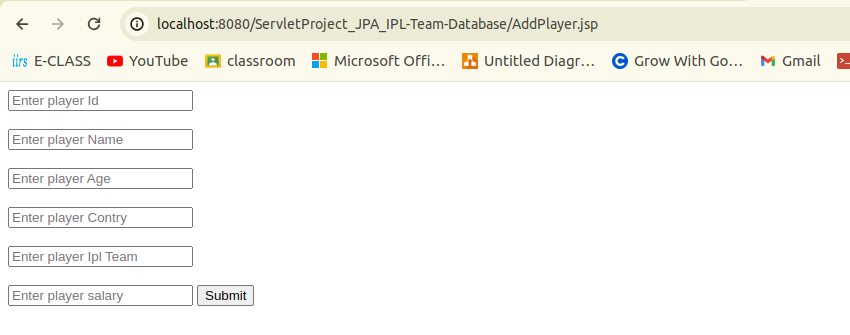 localhost:8080/ServletProject_JPA_IPL-Team-Database/AddPlayer.jsp
iirs E-CLASS YouTube classroom Microsoft Offi... Untitled Diagr... Grow With Go... Gmail
Enter player Id
Enter player Name
Enter player Age
Enter player Contry
Enter player Ipl Team
Enter player salary Submit